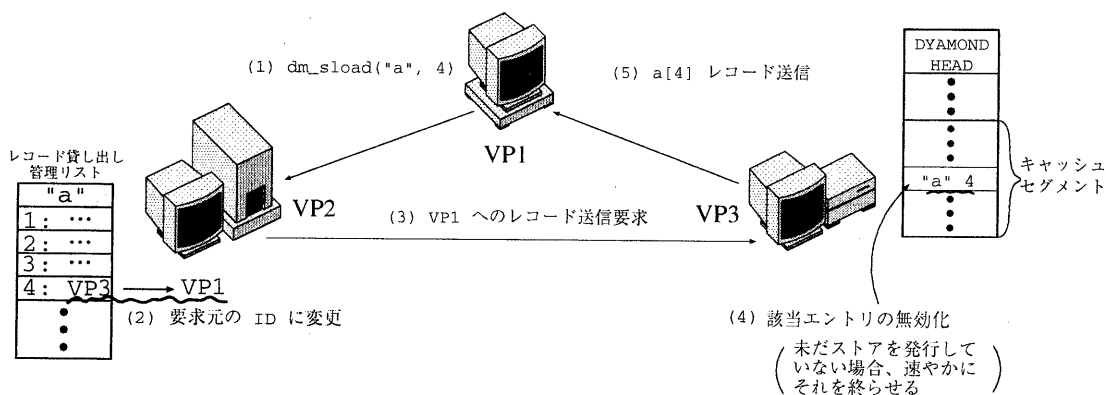 (1) dm_sload("a", 4)
(5) a[4] レコード送信
VP1
DYAMOND
HEAD
キャッシュ
セグメント
"a" 4
レコード貸し出し
管理リスト
"a"
1: …
2: …
3: …
4: VP3 VP1
VP2
(3) VP1 へのレコード送信要求
VP3
(2) 要求元の ID に変更
(4) 該当エントリの無効化
未だストアを発行して
いない場合、速やかに
それを終らせる